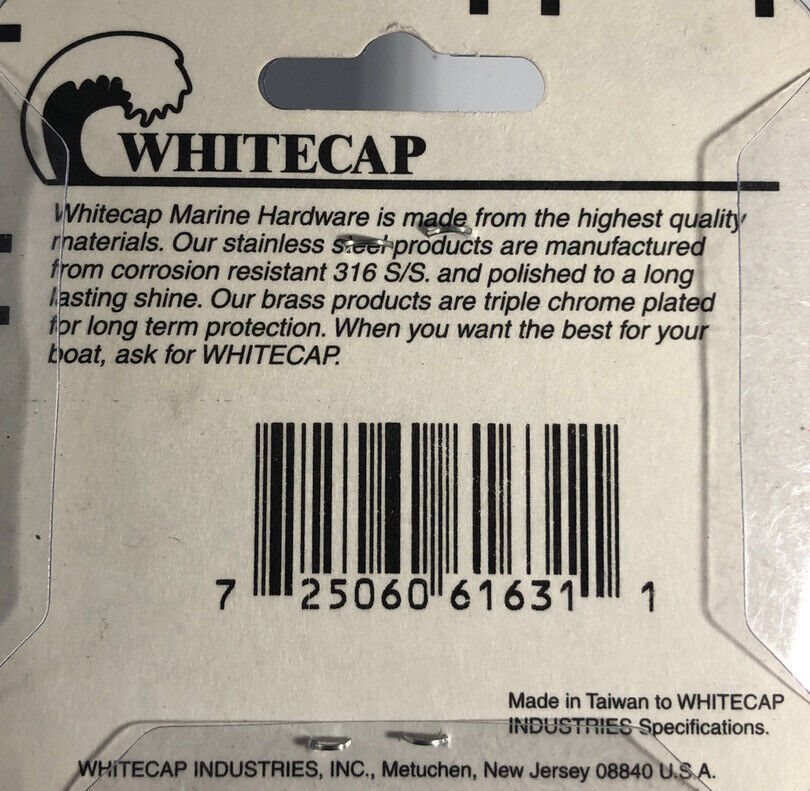 WHITECAP
Whitecap Marine Hardware is made from the highest quality
materials. Our stainless steel products are manufactured
from corrosion resistant 316 S/S. and polished to a long
lasting shine. Our brass products are triple chrome plated
for long term protection. When you want the best for your
boat, ask for WHITECAP.
7 25060 61631 1
Made in Taiwan to WHITECAP
INDUSTRIES Specifications.
WHITECAP INDUSTRIES, INC., Metuchen, New Jersey 08840 U.S.A.